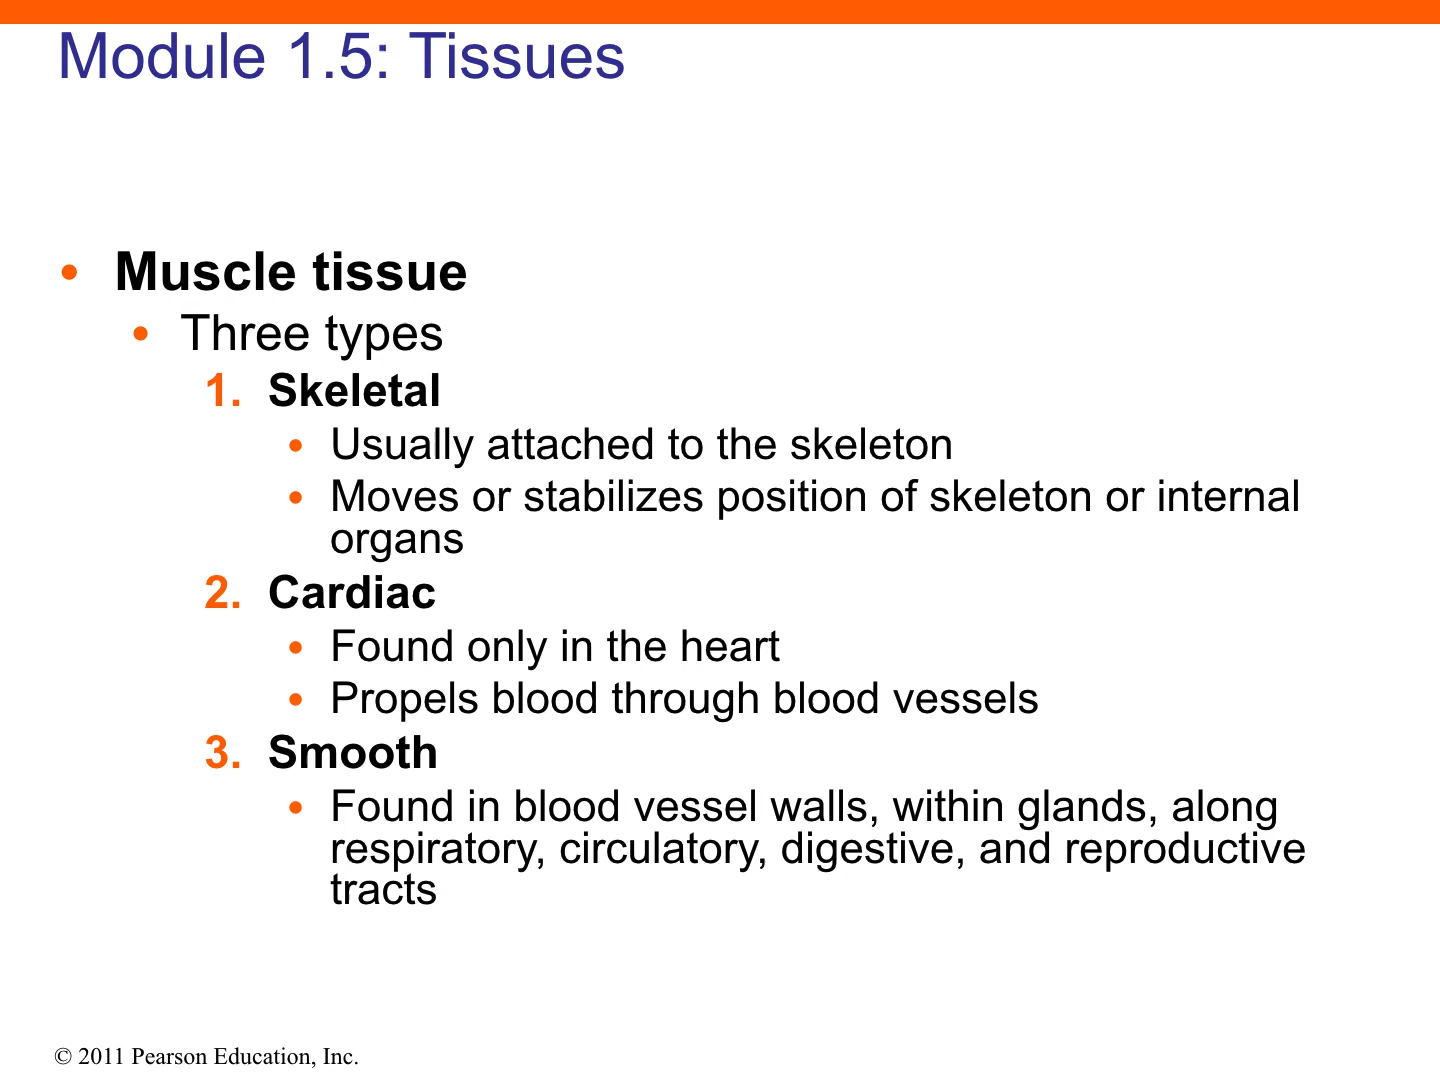 Module 1.5: Tissues
• Muscle tissue
• Three types
1. Skeletal
• Usually attached to the skeleton
• Moves or stabilizes position of skeleton or internal
organs
2. Cardiac
• Found only in the heart
• Propels blood through blood vessels
3. Smooth
• Found in blood vessel walls, within glands, along
respiratory, circulatory, digestive, and reproductive
tracts
© 2011 Pearson Education, Inc.